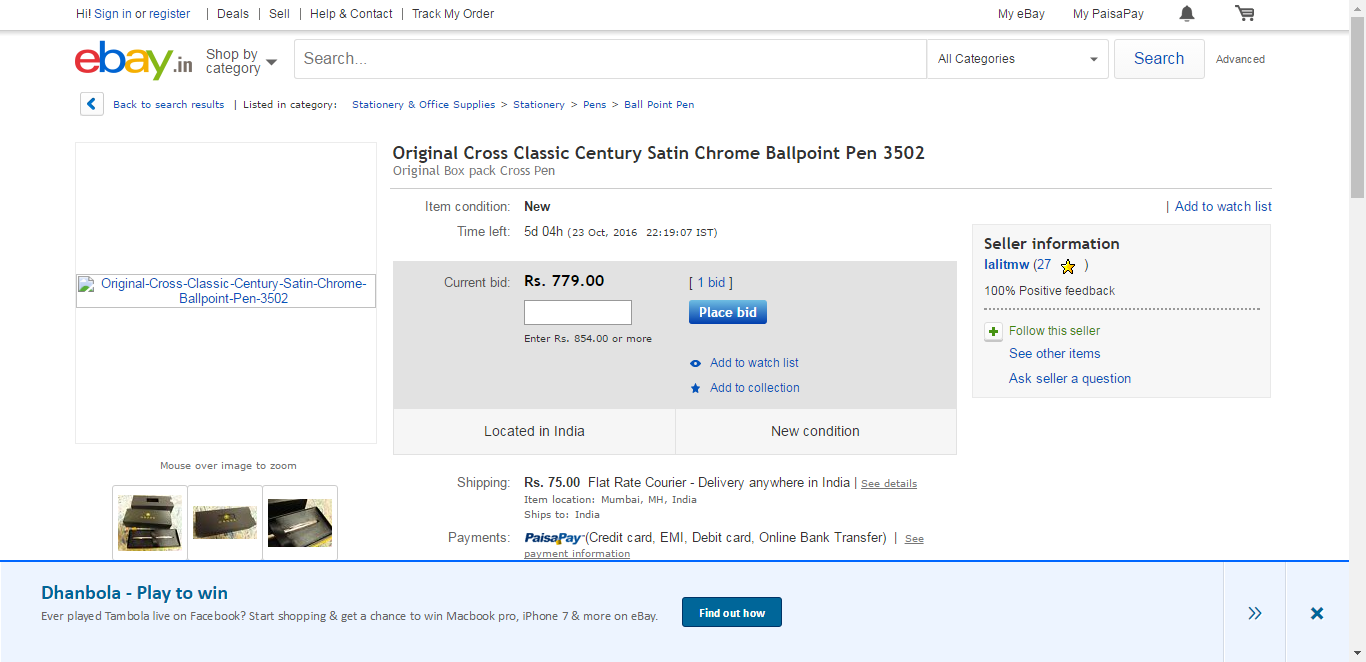 Hi! Sign in or register | Deals | Sell | Help & Contact | Track My Order
My eBay My PaisaPay
ebay.in
Shop by
category
Search...
All Categories
Search
Advanced
Back to search results | Listed in category: Stationery & Office Supplies > Stationery > Pens > Ball Point Pen
Original-Cross-Classic-Century-Satin-Chrome-
Ballpoint-Pen-3502
Mouse over image to zoom
Original Cross Classic Century Satin Chrome Ballpoint Pen 3502
Original Box pack Cross Pen
Item condition: New
| Add to watch list
Time left: 5d 04h (23 Oct, 2016 22:19:07 IST)
Current bid: Rs. 779.00 [ 1 bid ]
Place bid
Enter Rs. 854.00 or more
Add to watch list
Add to collection
Located in India
New condition
Shipping: Rs. 75.00 Flat Rate Courier - Delivery anywhere in India | See details
Item location: Mumbai, MH, India
Ships to: India
Payments: PaisaPay (Credit card, EMI, Debit card, Online Bank Transfer) | See
payment information
Seller information
lalitmw (27 )
100% Positive feedback
Follow this seller
See other items
Ask seller a question
Dhanbola - Play to win
Ever played Tambola live on Facebook? Start shopping & get a chance to win Macbook pro, iPhone 7 & more on eBay.
Find out how